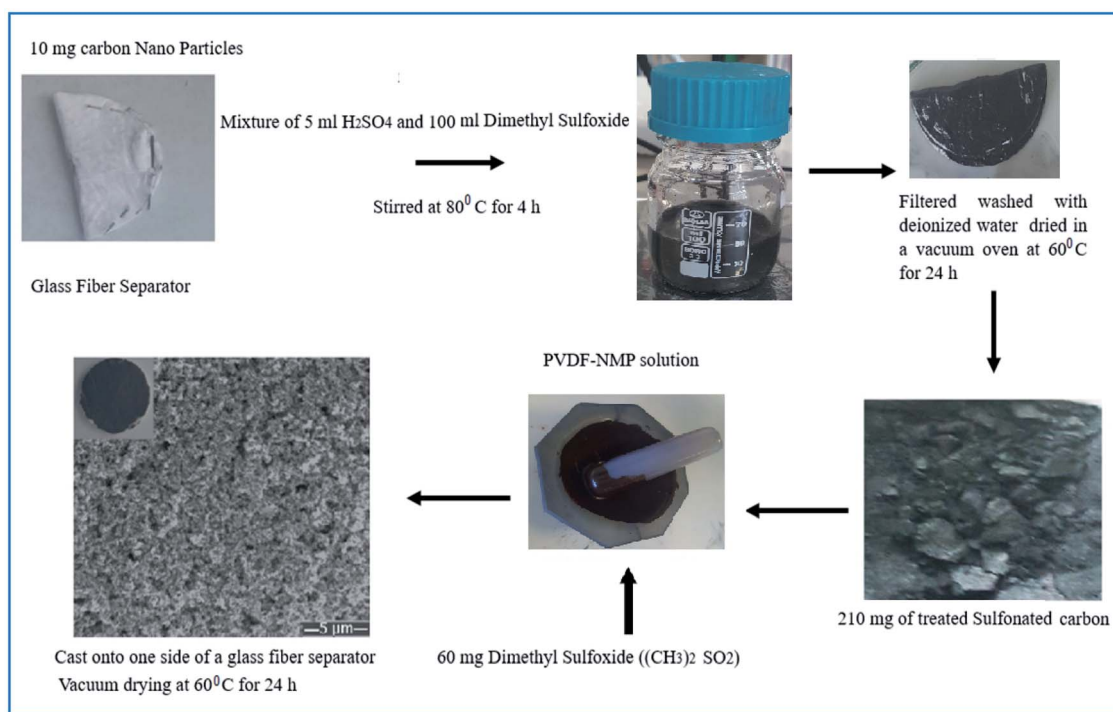 10 mg carbon Nano Particles
Mixture of 5 ml H2SO4 and 100 ml Dimethyl Sulfoxide
Stirred at 80⁰ C for 4 h
Glass Fiber Separator
Filtered washed with
deionized water dried in
a vacuum oven at 60⁰C
for 24 h
210 mg of treated Sulfonated carbon
PVDF-NMP solution
60 mg Dimethyl Sulfoxide ((CH3)2 SO2)
5 μm
Cast onto one side of a glass fiber separator
Vacuum drying at 60⁰C for 24 h